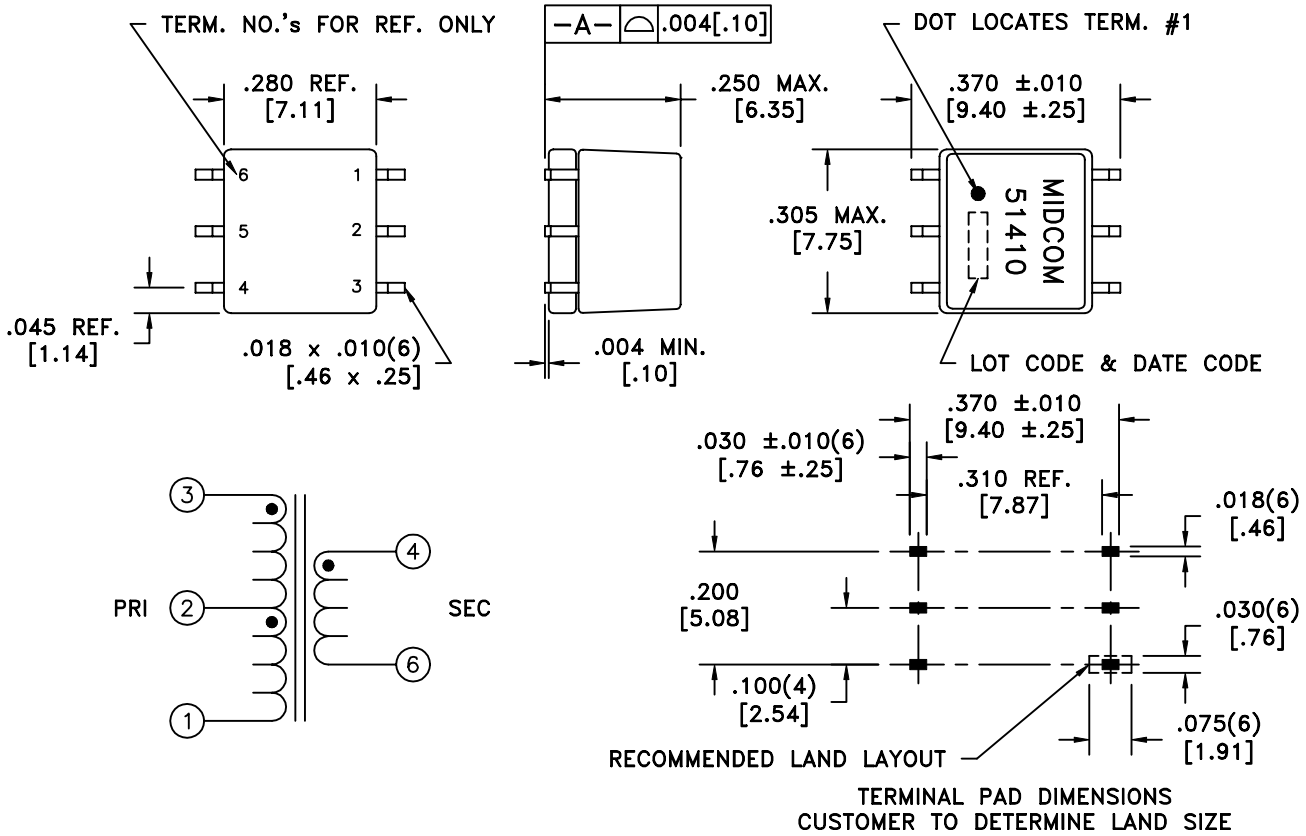 TERM. NO.'s FOR REF. ONLY
-A- .004[.10]
DOT LOCATES TERM. #1
.280 REF.
[7.11]
.250 MAX.
[6.35]
.370 ±.010
[9.40 ±.25]
6
5
4
1
2
3
.305 MAX.
[7.75]
MIDCOM
51410
.045 REF.
[1.14]
.018 x .010(6)
[.46 x .25]
.004 MIN.
[.10]
LOT CODE & DATE CODE
3
PRI 2
1
4
SEC
6
.370 ±.010
[9.40 ±.25]
.030 ±.010(6)
[.76 ±.25]
.310 REF.
[7.87]
.018(6)
[.46]
.200
[5.08]
.030(6)
[.76]
.100(4)
[2.54]
.075(6)
[1.91]
RECOMMENDED LAND LAYOUT
TERMINAL PAD DIMENSIONS
CUSTOMER TO DETERMINE LAND SIZE